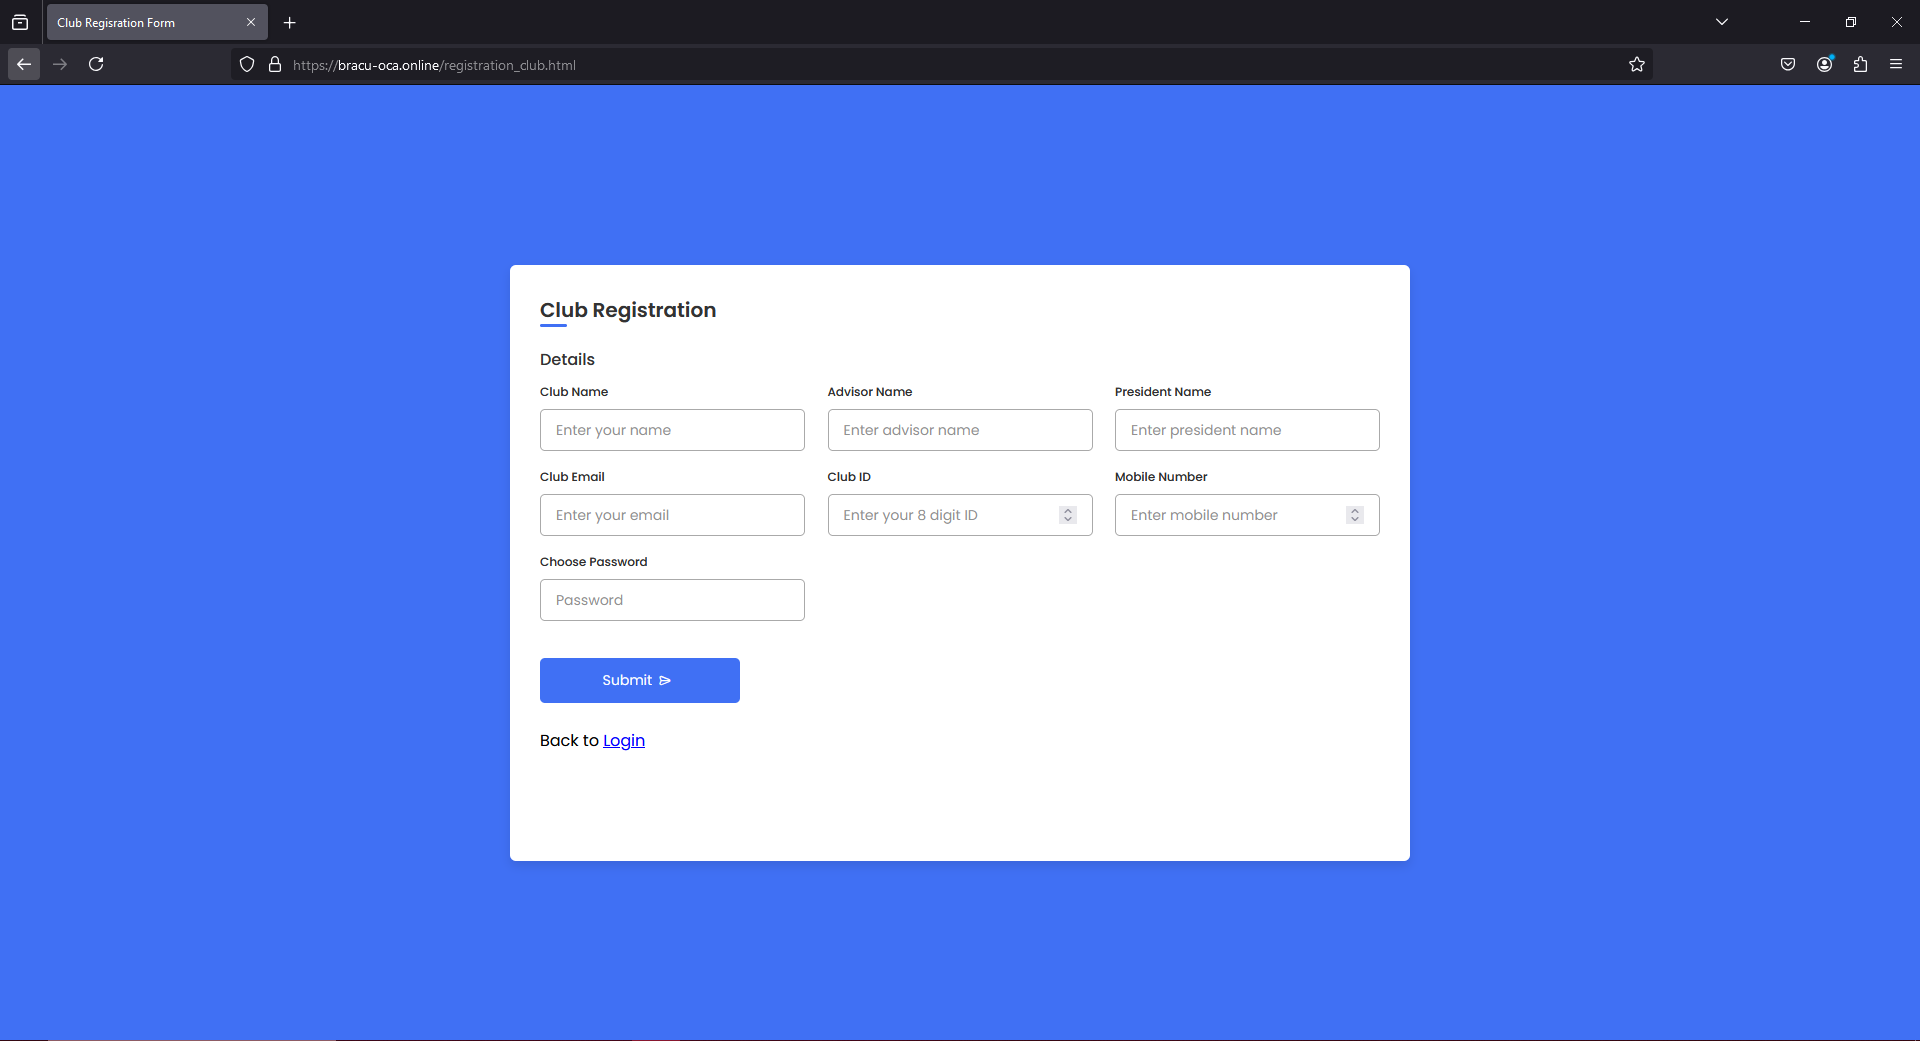 Club Regisration Form
https://bracu-oca.online/registration_club.html
Club Registration
Details
Club Name Advisor Name President Name
Enter your name Enter advisor name Enter president name
Club Email Club ID Mobile Number
Enter your email Enter your 8 digit ID Enter mobile number
Choose Password
Password
Submit
Back to Login